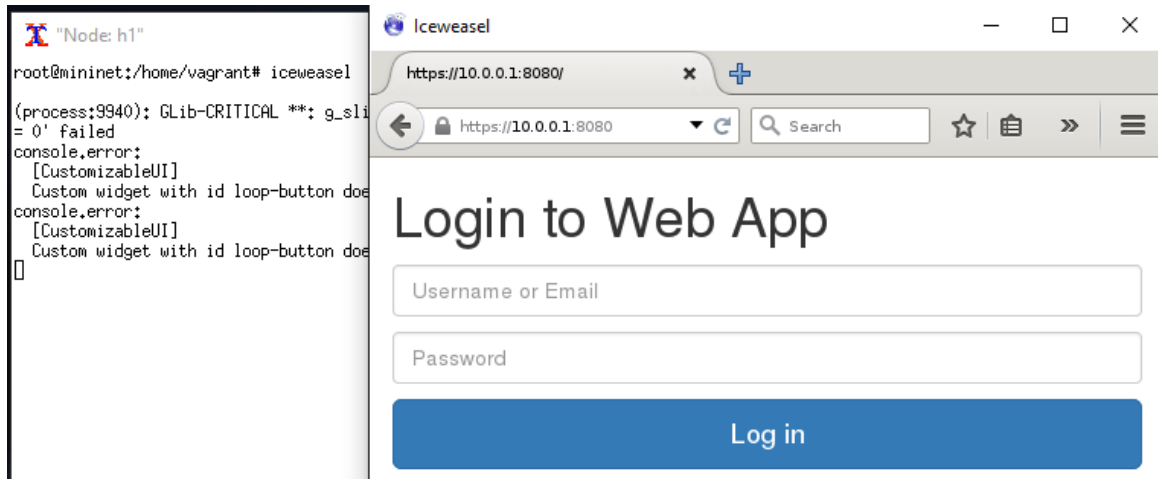 "Node: h1"
root@mininet:/home/vagrant# iceweasel
(process:9940): GLib-CRITICAL **: g_sli
= 0' failed
console.error:
[CustomizableUI]
Custom widget with id loop-button doe
console.error:
[CustomizableUI]
Custom widget with id loop-button doe
Iceweasel
https://10.0.0.1:8080/
https://10.0.0.1:8080
Search
Login to Web App
Username or Email
Password
Log in